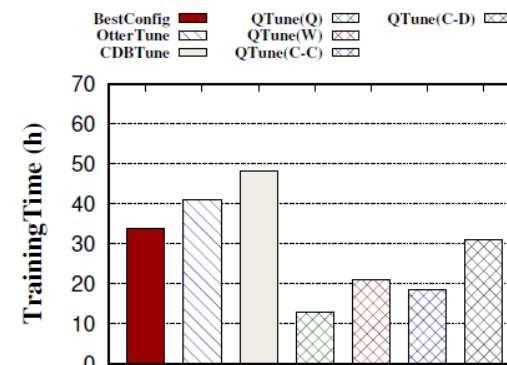 BestConfig QTune(Q) QTune(C-D)
OtterTune QTune(W)
CDBTune QTune(C-C)
70
60
50
40
30
20
10
0
TrainingTime (h)